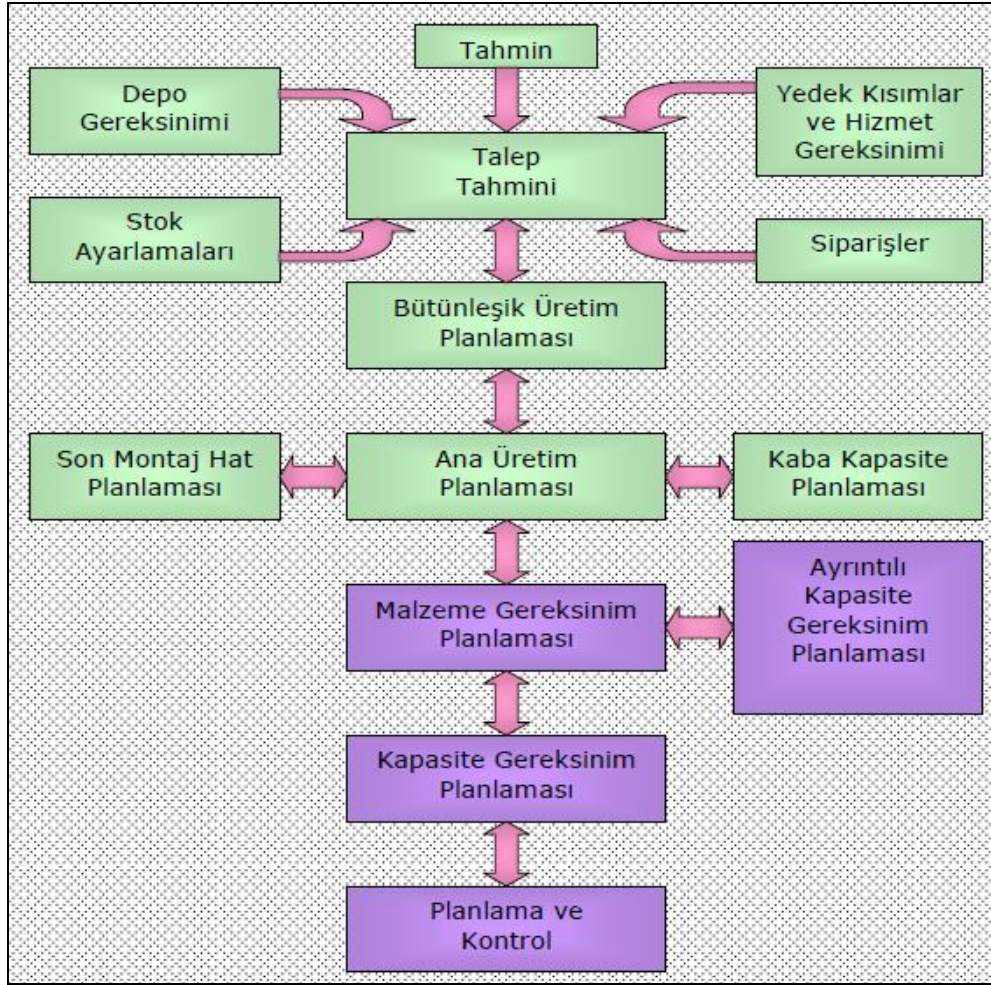 Tahmin
Depo
Gereksinimi
Yedek Kısımlar
ve Hizmet
Gereksinimi
Talep
Tahmini
Stok
Ayarlamaları
Siparişler
Bütünleşik Üretim
Planlaması
Son Montaj Hat
Planlaması
Ana Üretim
Planlaması
Kaba Kapasite
Planlaması
Malzeme Gereksinim
Planlaması
Ayrıntılı
Kapasite
Gereksinim
Planlaması
Kapasite Gereksinim
Planlaması
Planlama ve
Kontrol